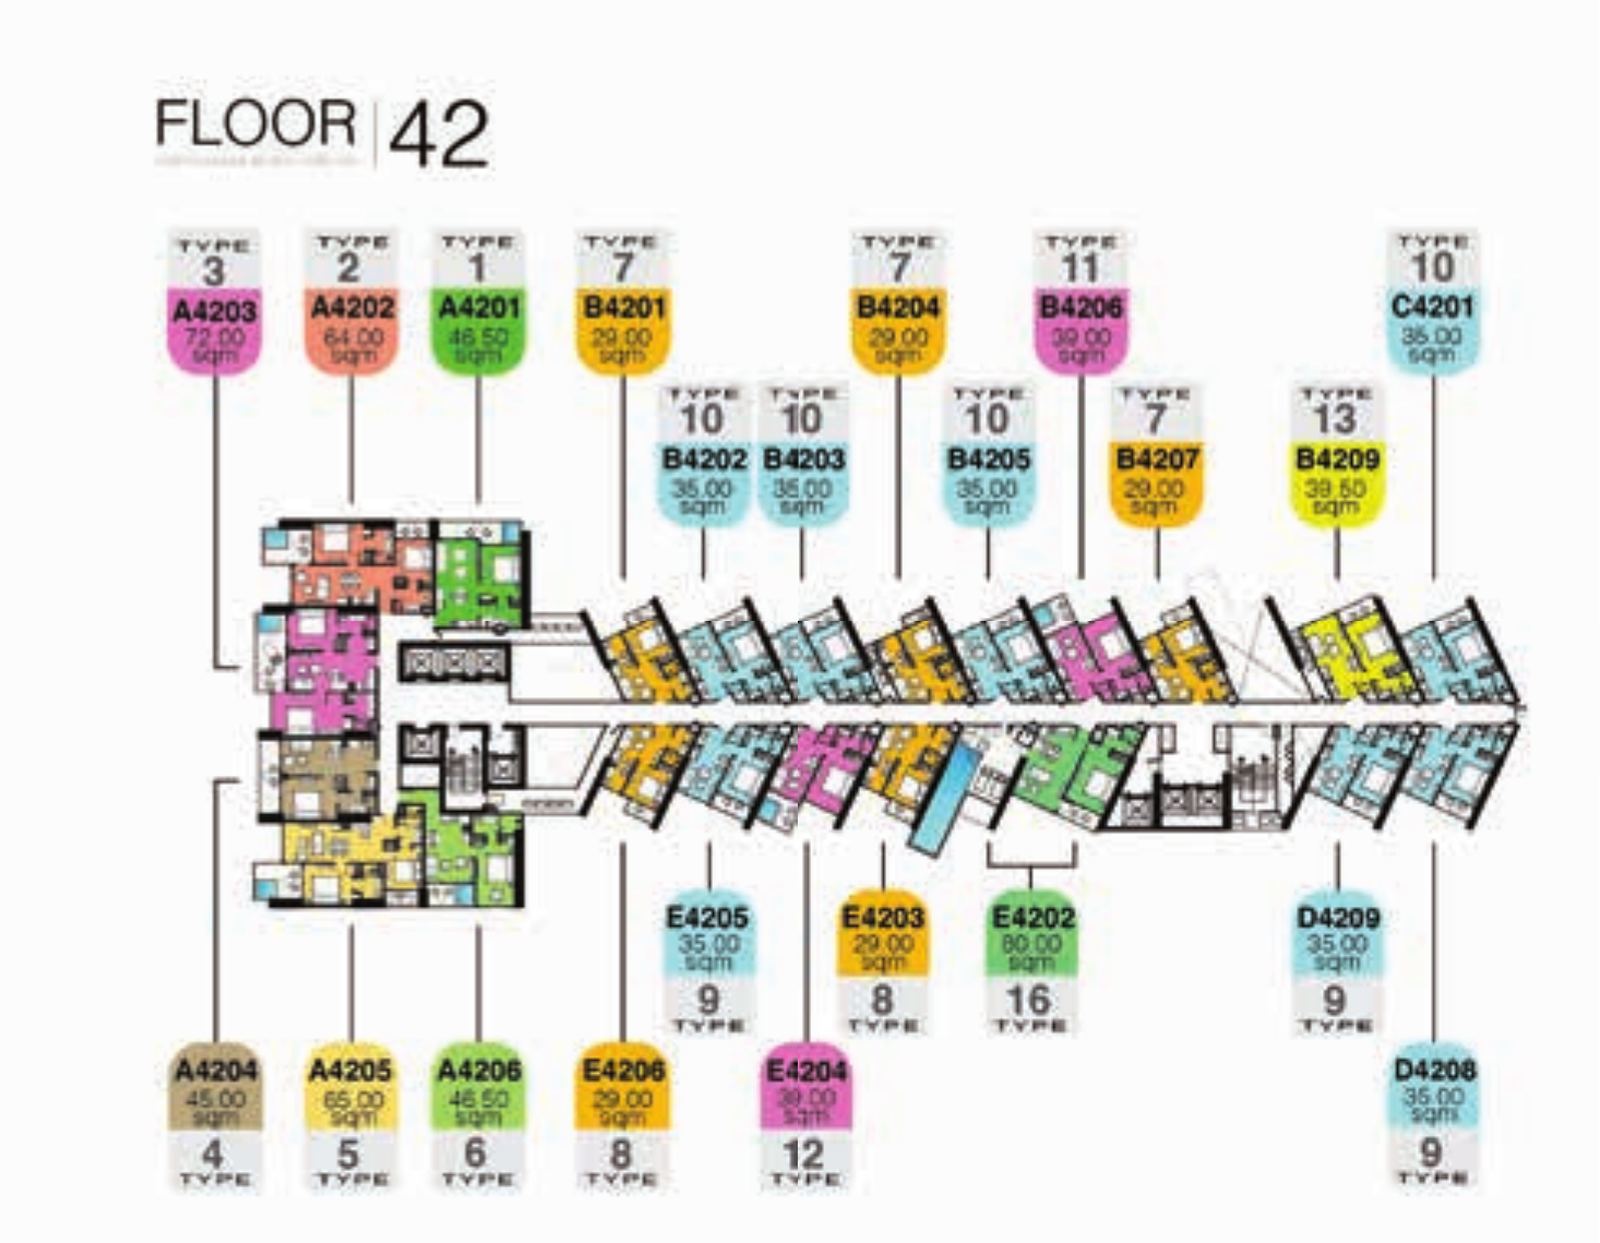 FLOOR 42
TYPE
3
A4203
72.00
sqm
TYPE
2
A4202
64.00
sqm
TYPE
1
A4201
46.50
sqm
TYPE
7
B4201
29.00
sqm
TYPE
7
B4204
29.00
sqm
TYPE
11
B4206
39.00
sqm
TYPE
10
C4201
35.00
sqm
TYPE
10
B4202
35.00
sqm
TYPE
10
B4203
35.00
sqm
TYPE
10
B4205
35.00
sqm
TYPE
7
B4207
29.00
sqm
TYPE
13
B4209
39.50
sqm
E4205
35.00
sqm
9
TYPE
E4203
29.00
sqm
8
TYPE
E4202
80.00
sqm
16
TYPE
D4209
35.00
sqm
9
TYPE
A4204
45.00
sqm
4
TYPE
A4205
65.00
sqm
5
TYPE
A4206
46.50
sqm
6
TYPE
E4206
29.00
sqm
8
TYPE
E4204
39.00
sqm
12
TYPE
D4208
35.00
sqm
9
TYPE